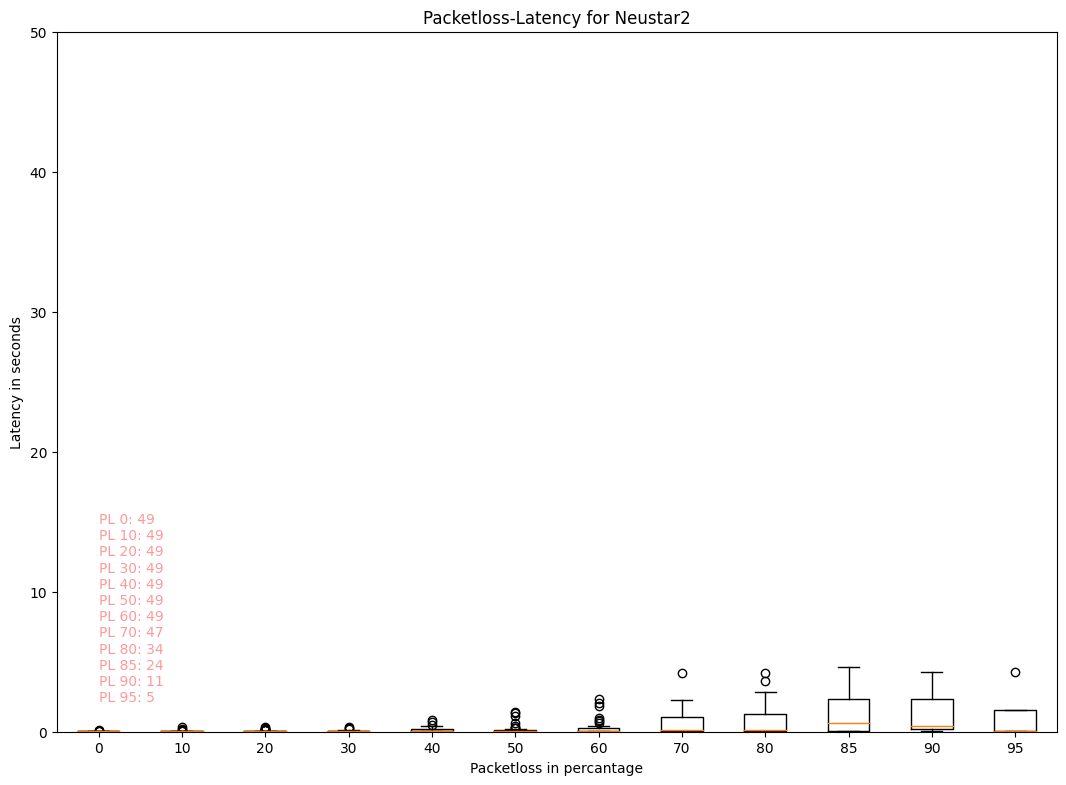 Packetloss-Latency for Neustar2
50
40
30
20
10
0
Latency in seconds
PL 0: 49
PL 10: 49
PL 20: 49
PL 30: 49
PL 40: 49
PL 50: 49
PL 60: 49
PL 70: 47
PL 80: 34
PL 85: 24
PL 90: 11
PL 95: 5
0 10 20 30 40 50 60 70 80 85 90 95
Packetloss in percantage